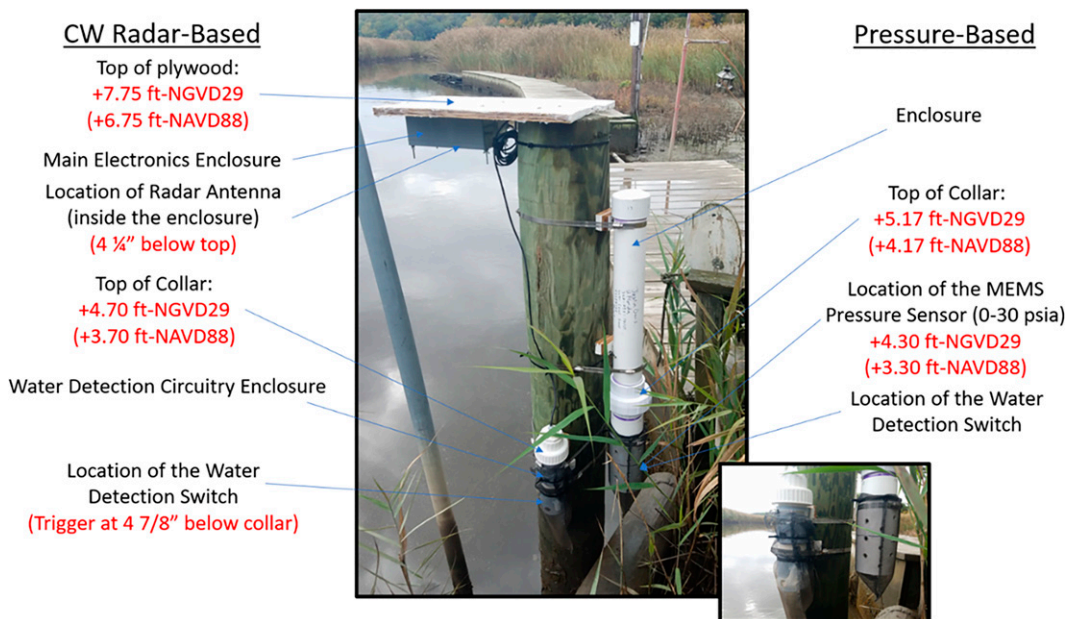 CW Radar-Based
Top of plywood:
+7.75 ft-NGVD29
(+6.75 ft-NAVD88)
Main Electronics Enclosure
Location of Radar Antenna
(inside the enclosure)
(4 ¼” below top)
Top of Collar:
+4.70 ft-NGVD29
(+3.70 ft-NAVD88)
Water Detection Circuitry Enclosure
Location of the Water
Detection Switch
(Trigger at 4 7/8” below collar)
Pressure-Based
Enclosure
Top of Collar:
+5.17 ft-NGVD29
(+4.17 ft-NAVD88)
Location of the MEMS
Pressure Sensor (0-30 psia)
+4.30 ft-NGVD29
(+3.30 ft-NAVD88)
Location of the Water
Detection Switch